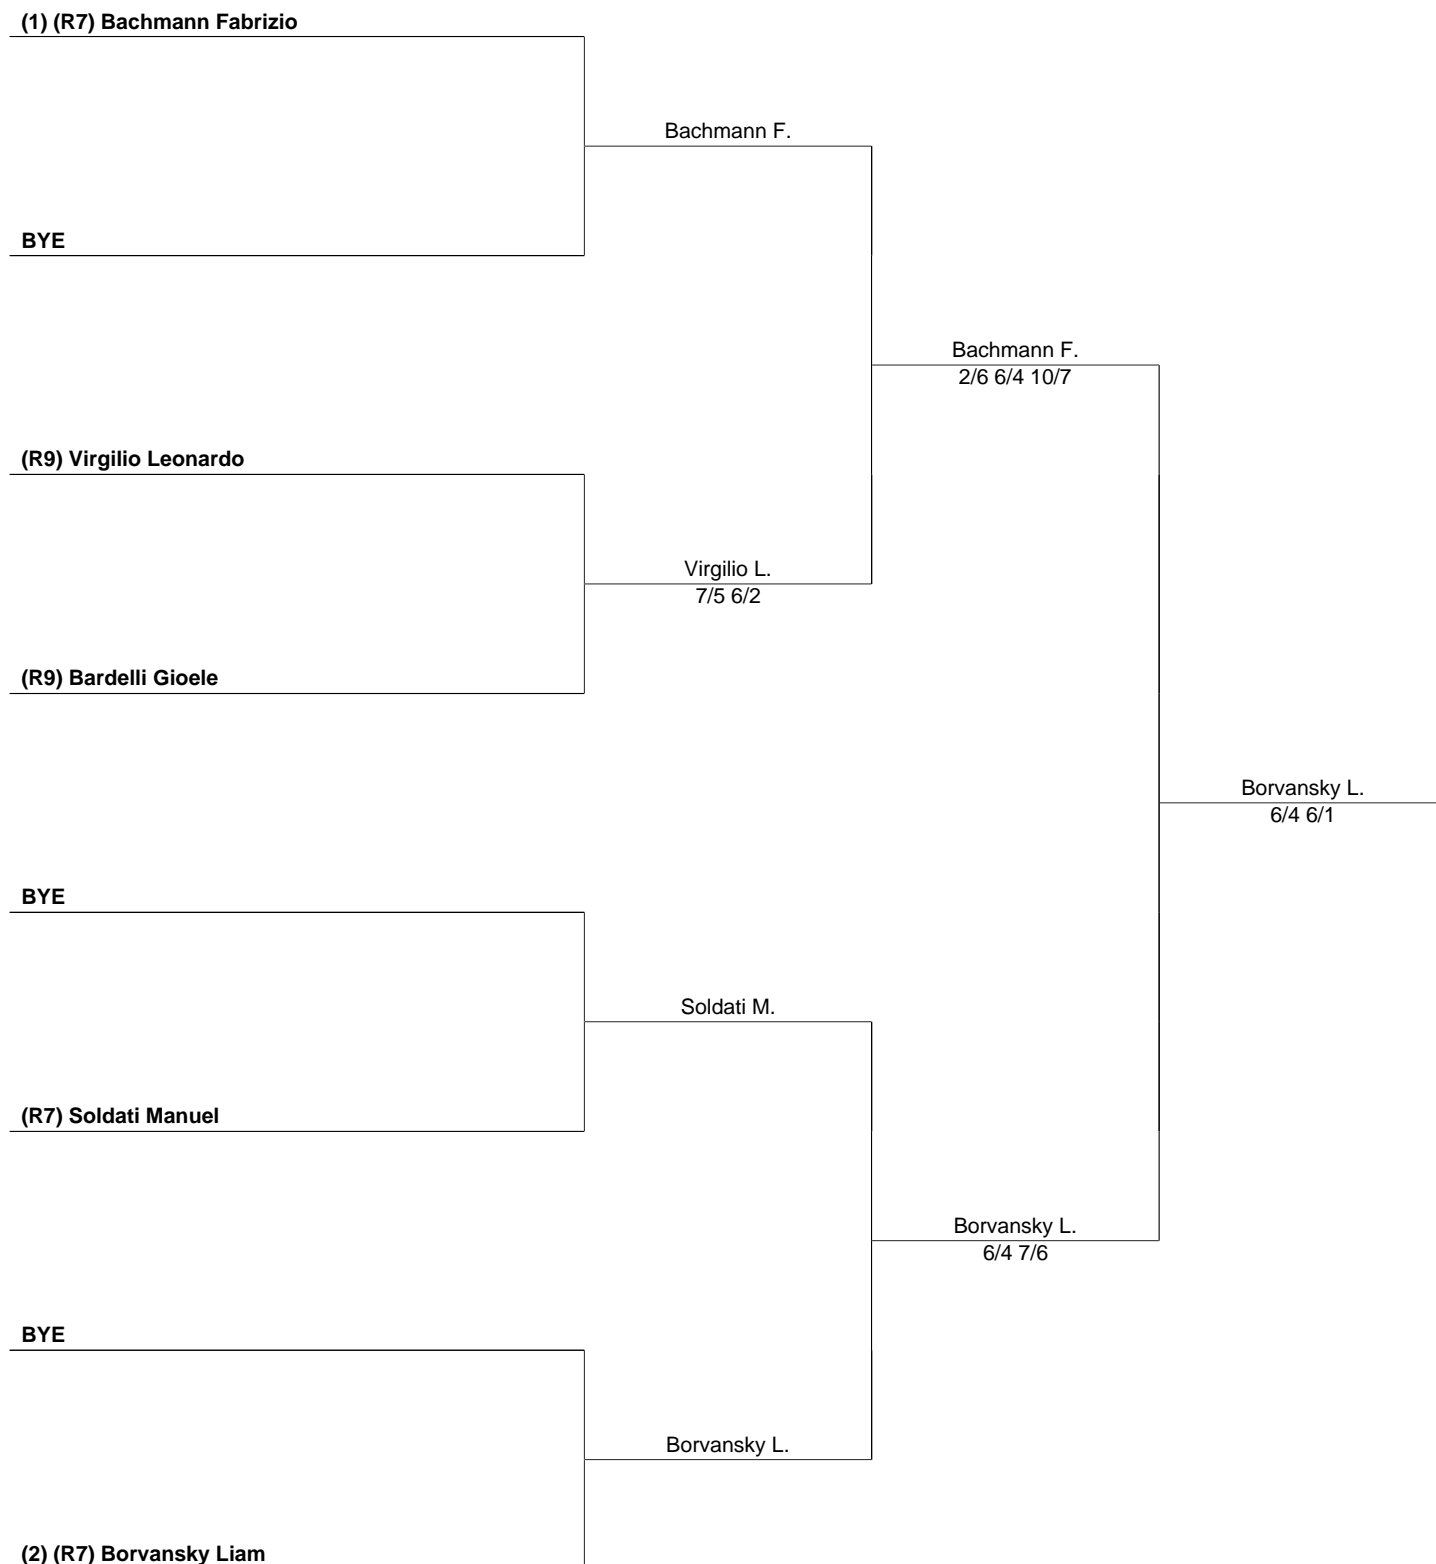 (1) (R7) Bachmann Fabrizio
Bachmann F.
BYE
Bachmann F.
2/6 6/4 10/7
(R9) Virgilio Leonardo
Virgilio L.
7/5 6/2
(R9) Bardelli Gioele
Borvansky L.
6/4 6/1
BYE
Soldati M.
(R7) Soldati Manuel
Borvansky L.
6/4 7/6
BYE
Borvansky L.
(2) (R7) Borvansky Liam